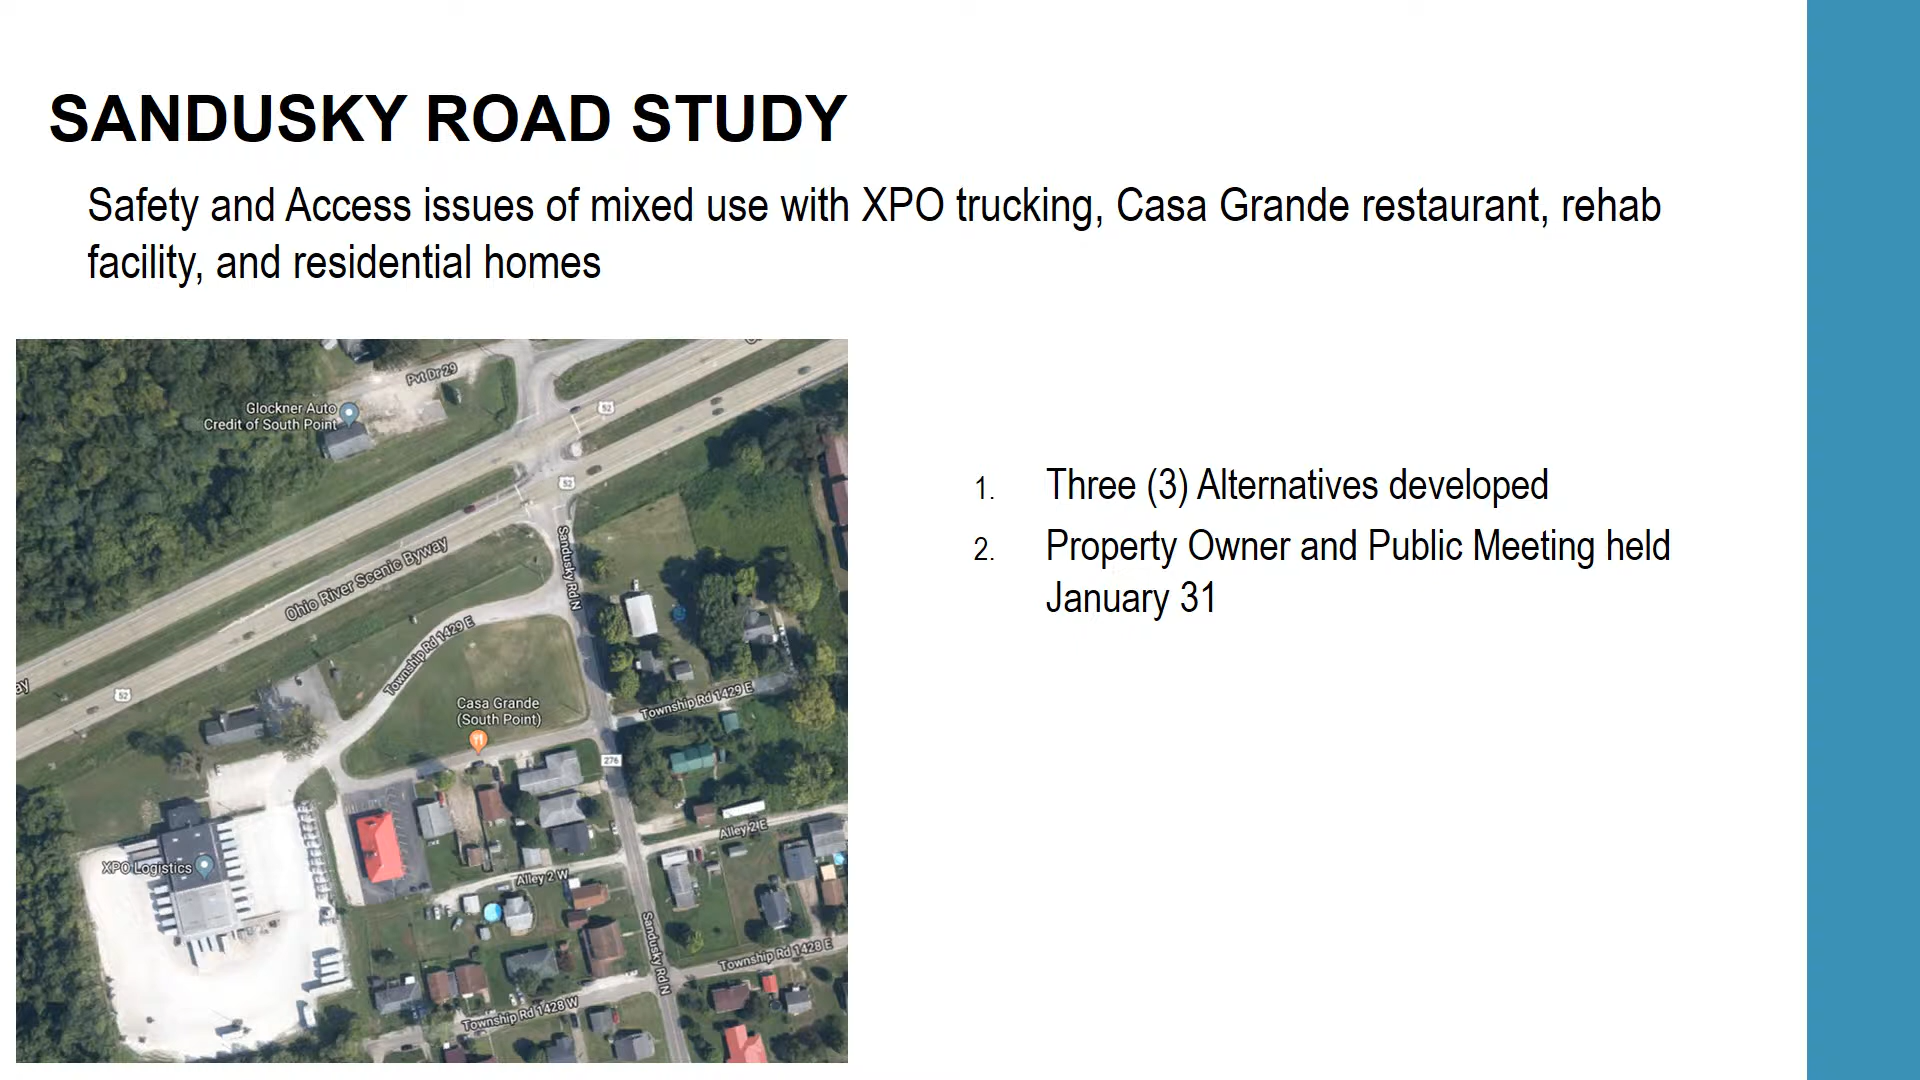 SANDUSKY ROAD STUDY
Safety and Access issues of mixed use with XPO trucking, Casa Grande restaurant, rehab
facility, and residential homes
1. Three (3) Alternatives developed
2. Property Owner and Public Meeting held
January 31
Pvt Dr 29
Glockner Auto
Credit of South Point
52
52
Sandusky Rd N
Ohio River Scenic Byway
Township Rd 1429 E
ay
52
Casa Grande
(South Point)
Township Rd 1429 E
276
Alley 2 E
XPO Logistics
Alley 2 W
Sandusky Rd N
Township Rd 1428 E
Township Rd 1428 W